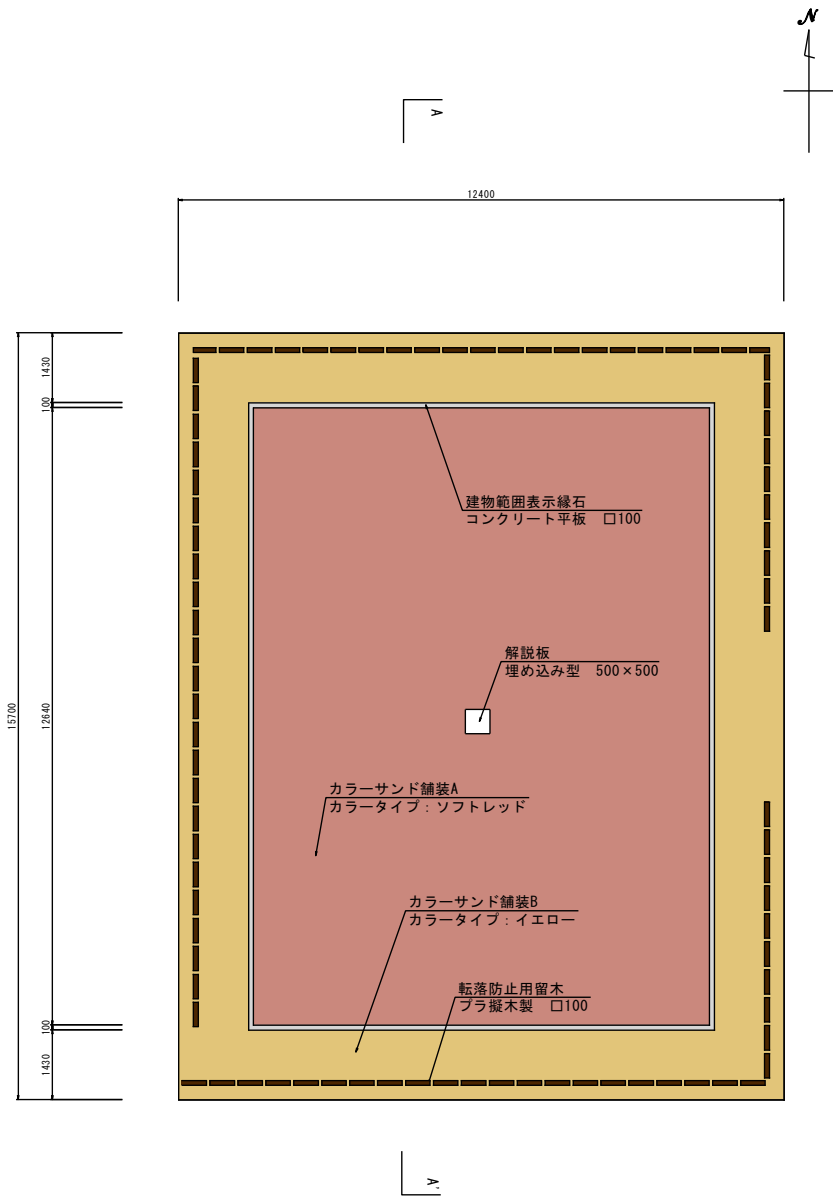 N
A
12400
1430
100
建物範囲表示縁石
コンクリート平板　□100
解説板
埋め込み型　500×500
15700
12640
カラーサンド舗装A
カラータイプ：ソフトレッド
カラーサンド舗装B
カラータイプ：イエロー
転落防止用留木
プラ擬木製　□100
100
1430
A'